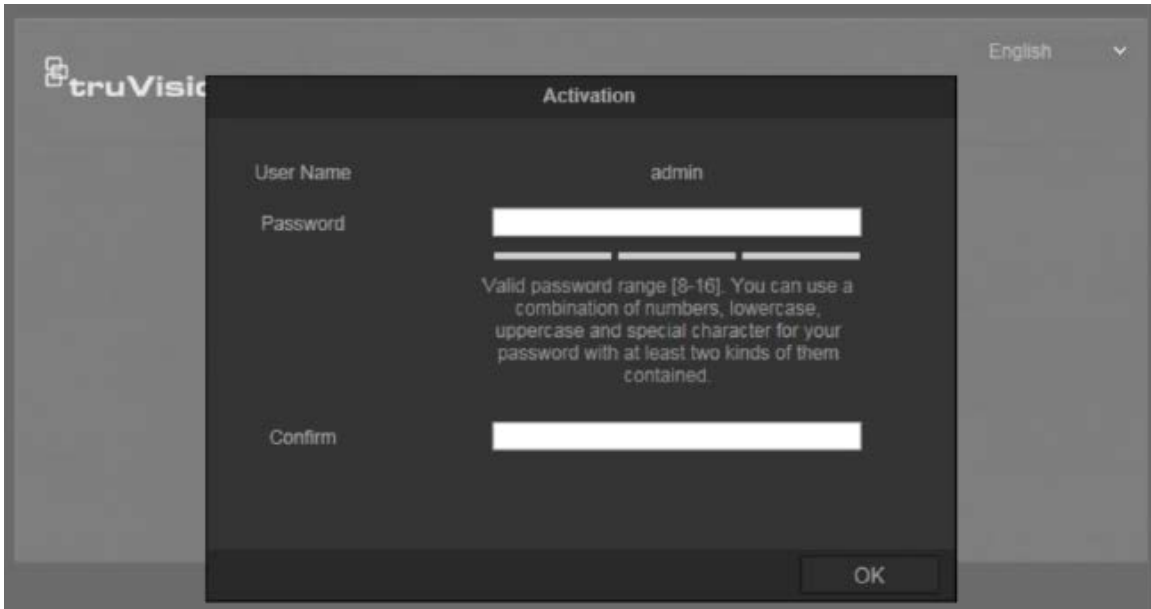 English
truVisio
Activation
User Name admin
Password
Valid password range [8-16]. You can use a
combination of numbers, lowercase,
uppercase and special character for your
password with at least two kinds of them
contained.
Confirm
OK